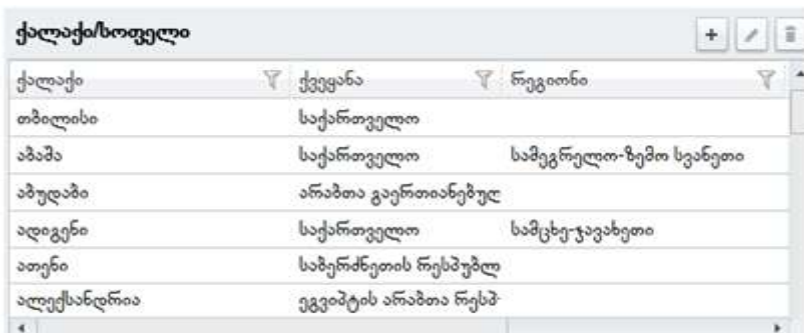 ქალაქი/სოფელი
ქალაქი ქვეყანა რეგიონი
თბილისი საქართველო
აბაშა საქართველო სამეგრელო-ზემო სვანეთი
აბუდაბი არაბთა გაერთიანებულ
ადიგენი საქართველო სამცხე-ჯავახეთი
ათენი საბერძნეთის რესპუბლ
ალექსანდრია ეგვიპტის არაბთა რესპ